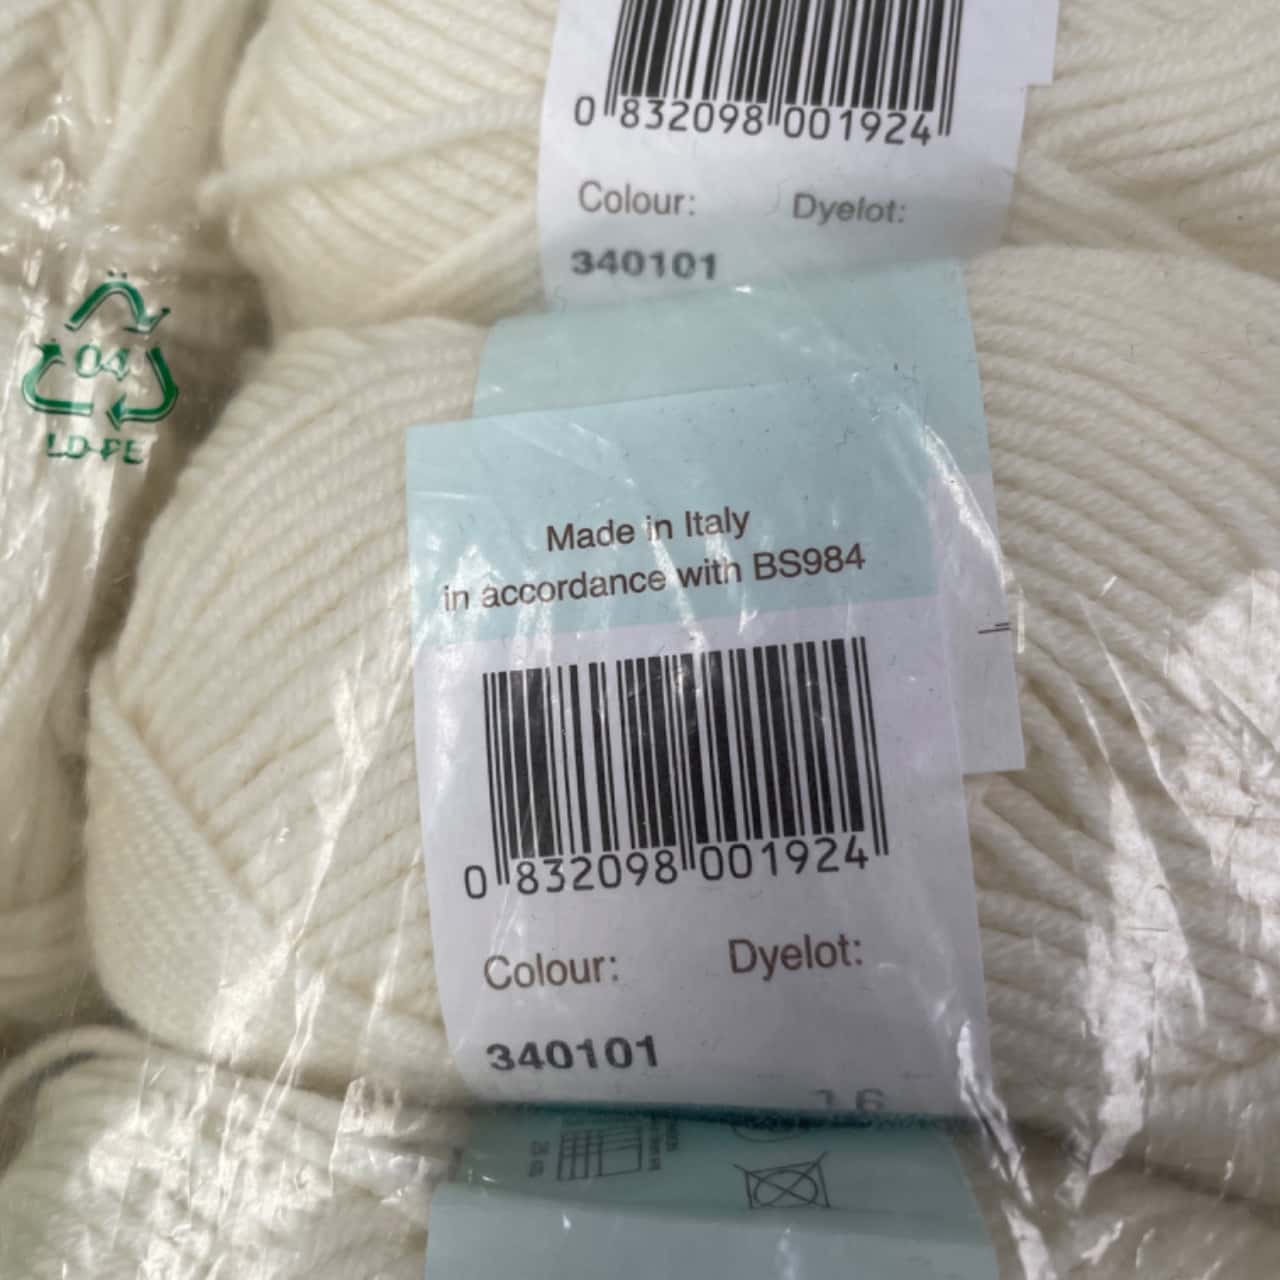 0 832098 001924
Colour: Dyelot:
340101
04
LD-PE
Made in Italy
in accordance with BS984
0 832098 001924
Colour: Dyelot:
340101
16